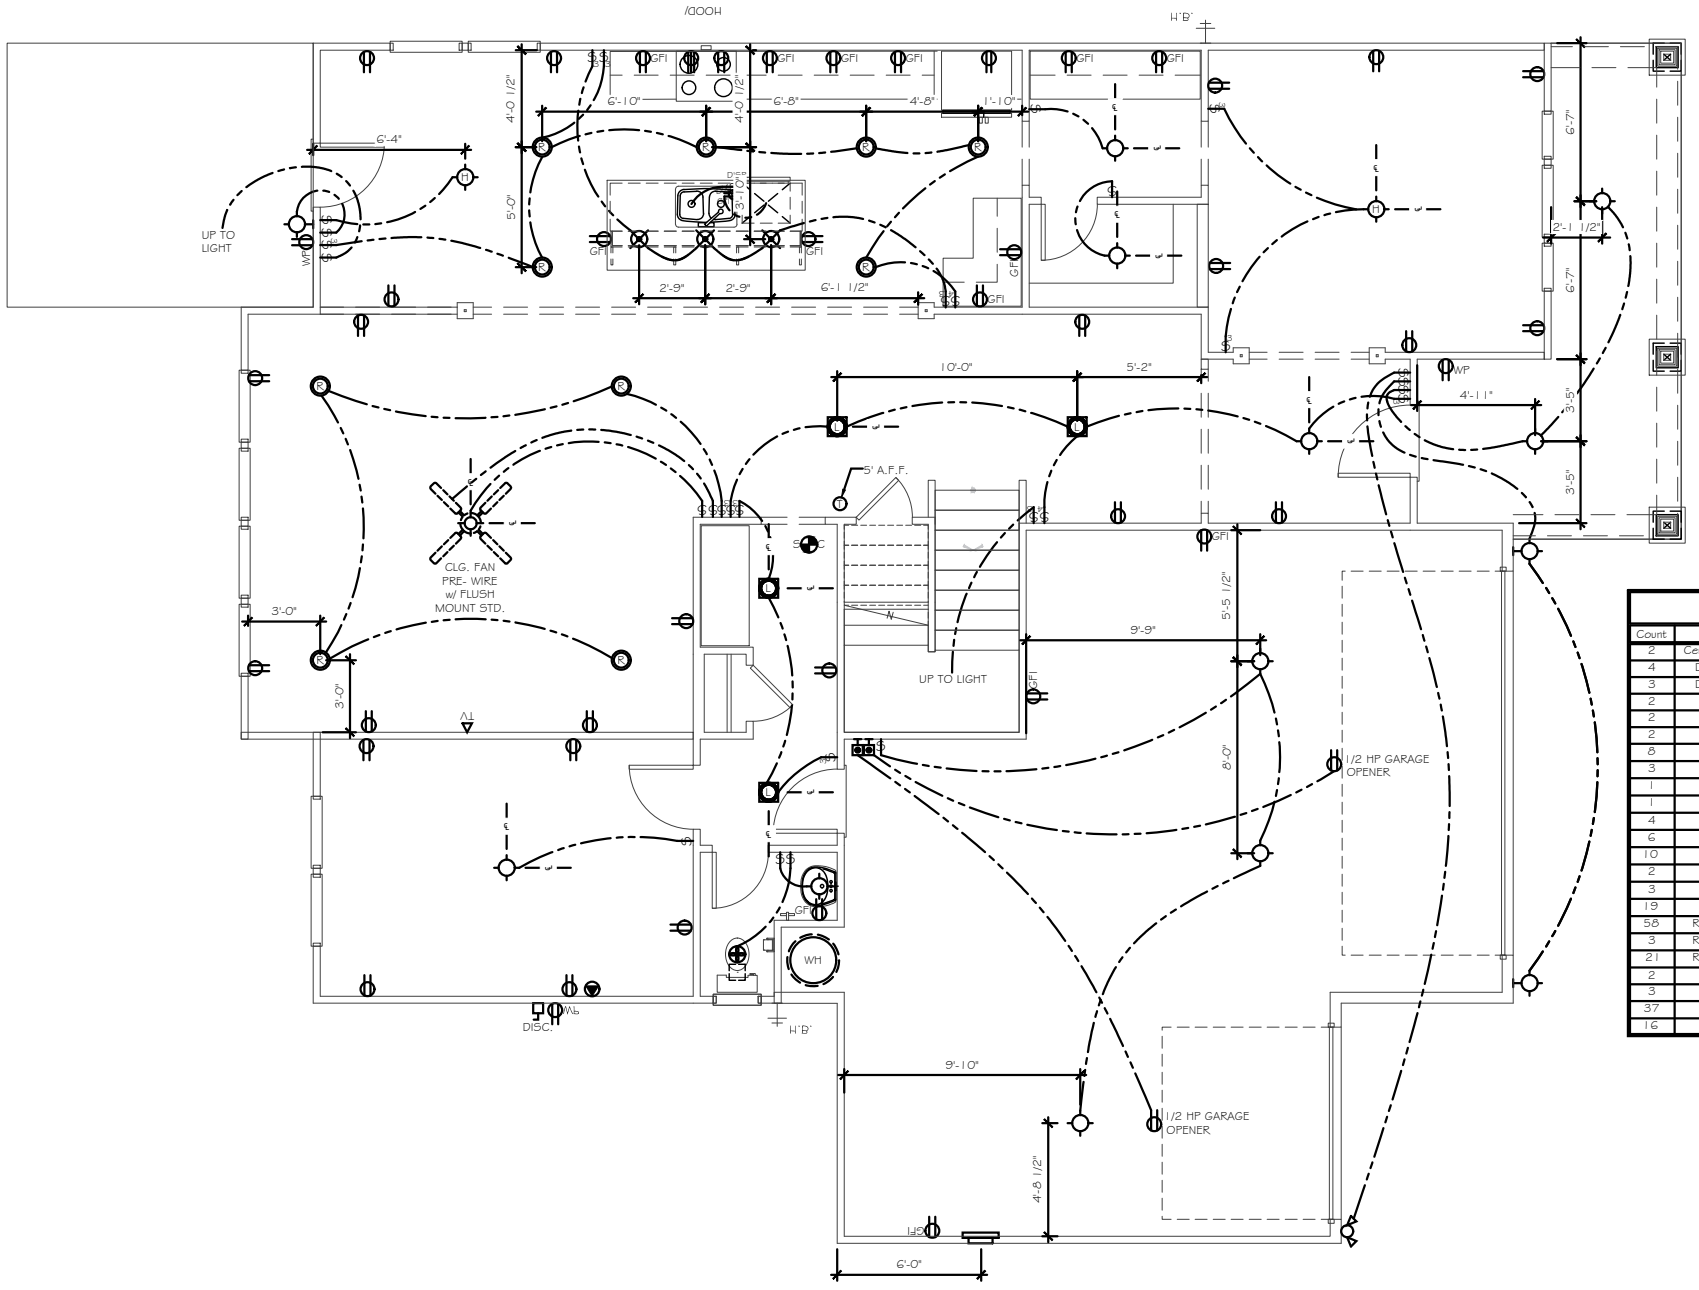 HOOD/
H.B.
GFI
GFI
GFI
GFI
GFI
GFI
S
S
3
3
4'-0 1/2"
6'-10"
4'-0 1/2"
6'-8"
4'-8"
1'-10"
S
S
3
6'-7"
6'-4"
R
R
R
R
H
S
3'-10"
5'-0"
H
2'-1 1/2"
UP TO
LIGHT
WP
S
S
S
S
3
GFI
GFI
GFI
R
R
2'-9"
2'-9"
6'-1 1/2"
S
S
GFI
6'-7"
S
3
R
R
10'-0"
5'-2"
WP
S
S
S
S
3
4'-11"
3'-5"
L
L
5' A.F.F.
T
3'-5"
S
S
S
S
S
S
S
C
GFI
CLG. FAN
PRE- WIRE
w/ FLUSH
MOUNT STD.
L
5'-5 1/2"
3'-0"
N
9'-9"
Count
R
R
2
4
3
2
2
2
8
3
1
1
4
6
10
2
3
19
58
R
3
R
21
R
2
3
37
16
3'-0"
UP TO LIGHT
GFI
TV
S
S
8'-0"
1/2 HP GARAGE
OPENER
L
S
S
S
GFI
WH
WP
DISC.
H.B.
9'-10"
1/2 HP GARAGE
OPENER
4'-8 1/2"
GFI
6'-0"